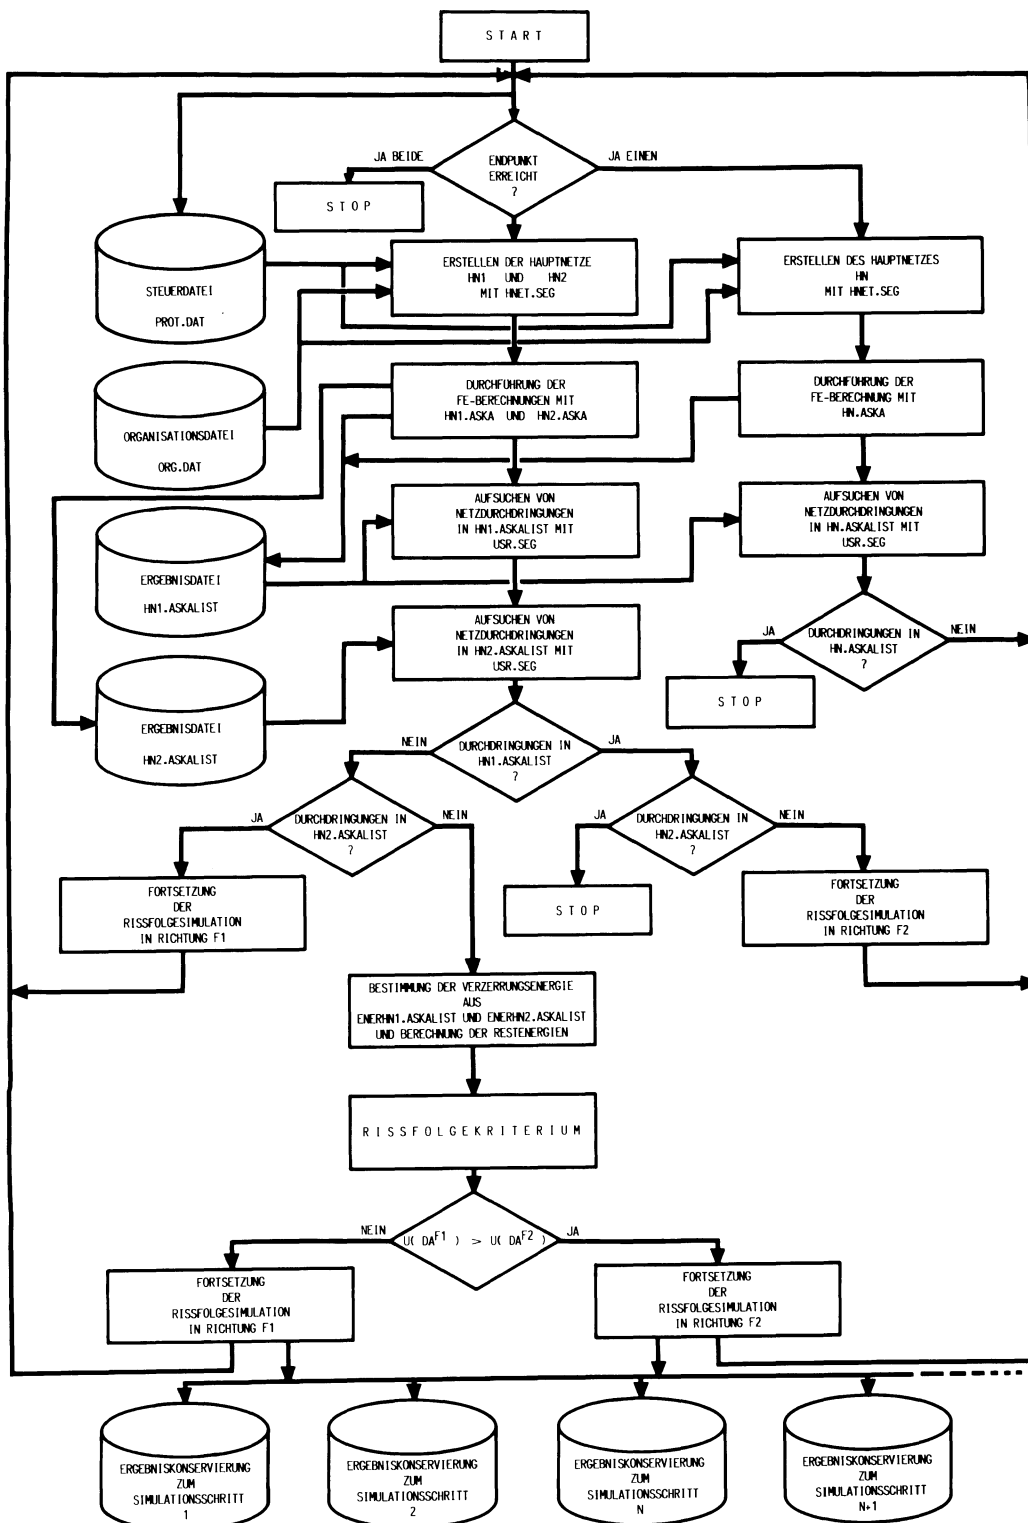 START
JA BEIDE
ENDPUNKT
ERREICHT
?
JA EINEN
STOP
STEUERDATEI
PROT.DAT
ERSTELLEN DER HAUPTNETZE
HN1 UND HN2
MIT HNET.SEG
ERSTELLEN DES HAUPTNETZES
HN
MIT HNET.SEG
ORGANISATIONSDATEI
ORG.DAT
DURCHFÜHRUNG DER
FE-BERECHNUNGEN MIT
HN1.ASKA UND HN2.ASKA
DURCHFÜHRUNG DER
FE-BERECHNUNG MIT
HN.ASKA
ERGEBNISDATEI
HN1.ASKALIST
AUFSUCHEN VON
NETZDURCHDRINGUNGEN
IN HN1.ASKALIST MIT
USR.SEG
AUFSUCHEN VON
NETZDURCHDRINGUNGEN
IN HN.ASKALIST MIT
USR.SEG
AUFSUCHEN VON
NETZDURCHDRINGUNGEN
IN HN2.ASKALIST MIT
USR.SEG
JA
DURCHDRINGUNGEN IN
HN.ASKALIST
?
NEIN
STOP
ERGEBNISDATEI
HN2.ASKALIST
NEIN
DURCHDRINGUNGEN IN
HN1.ASKALIST
?
JA
JA
DURCHDRINGUNGEN IN
HN2.ASKALIST
?
NEIN
JA
DURCHDRINGUNGEN IN
HN2.ASKALIST
?
NEIN
FORTSETZUNG
DER
RISSFOLGESIMULATION
IN RICHTUNG F1
STOP
FORTSETZUNG
DER
RISSFOLGESIMULATION
IN RICHTUNG F2
BESTIMMUNG DER VERZERRUNGSENERGIE
AUS
ENERHN1.ASKALIST UND ENERHN2.ASKALIST
UND BERECHNUNG DER RESTENERGIEN
RISSFOLGEKRITERIUM
NEIN
U( DA^F1 ) > U( DA^F2 )
JA
FORTSETZUNG
DER
RISSFOLGESIMULATION
IN RICHTUNG F1
FORTSETZUNG
DER
RISSFOLGESIMULATION
IN RICHTUNG F2
ERGEBNISKONSERVIERUNG
ZUM
SIMULATIONSSCHRITT
1
ERGEBNISKONSERVIERUNG
ZUM
SIMULATIONSSCHRITT
2
ERGEBNISKONSERVIERUNG
ZUM
SIMULATIONSSCHRITT
N
ERGEBNISKONSERVIERUNG
ZUM
SIMULATIONSSCHRITT
N+1